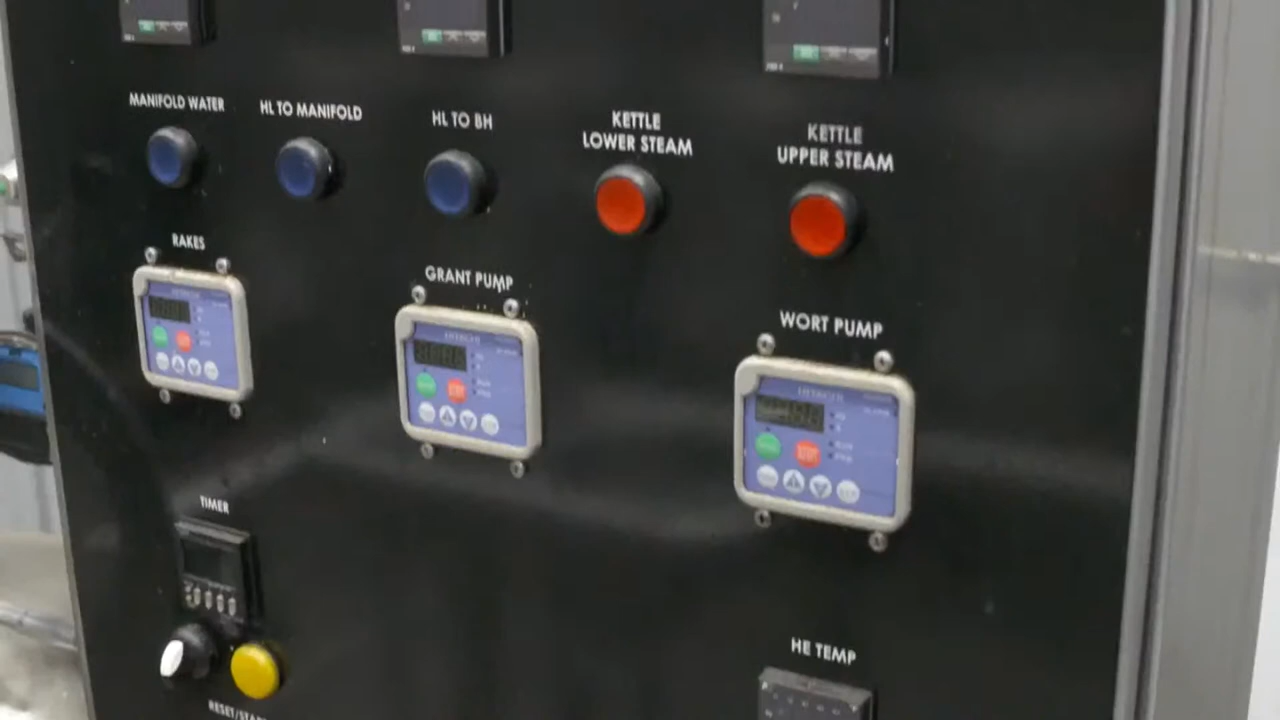 MANIFOLD WATER
HL TO MANIFOLD
HL TO BH
KETTLE
LOWER STEAM
KETTLE
UPPER STEAM
RAKES
GRANT PUMP
WORT PUMP
HITACHI
TIMER
HE TEMP